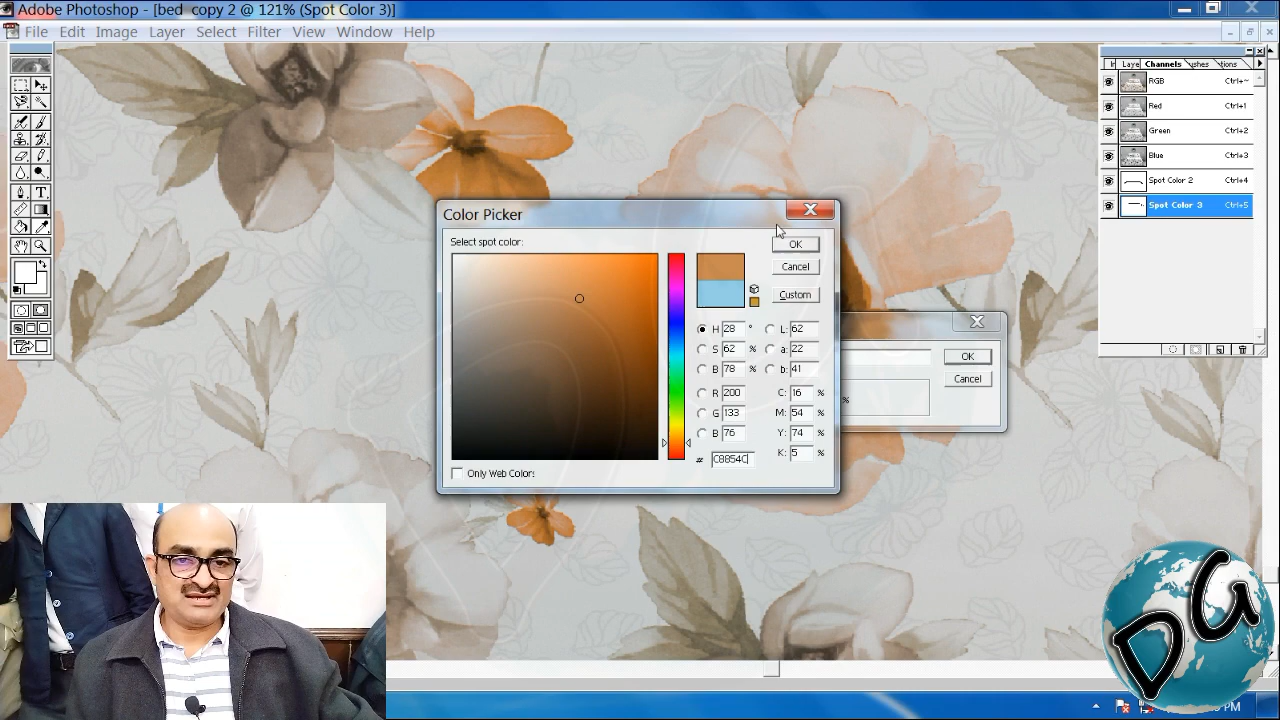 Adobe Photoshop - [bed copy 2 @ 121% (Spot Color 3)]
File Edit Image Layer Select Filter View Window Help
Channels
RGB Ctrl+~
Red Ctrl+1
Green Ctrl+2
Blue Ctrl+3
Spot Color 2 Ctrl+4
Spot Color 3 Ctrl+5
Color Picker
Select spot color:
OK
Cancel
Custom
H 28 ° L: 62
S 62 % a: 22
B 78 % b: 41
R 200 C: 16 %
G 133 M: 54 %
B 76 Y: 74 %
# C8854C K: 5 %
Only Web Colors
OK
Cancel
%
DG
PM